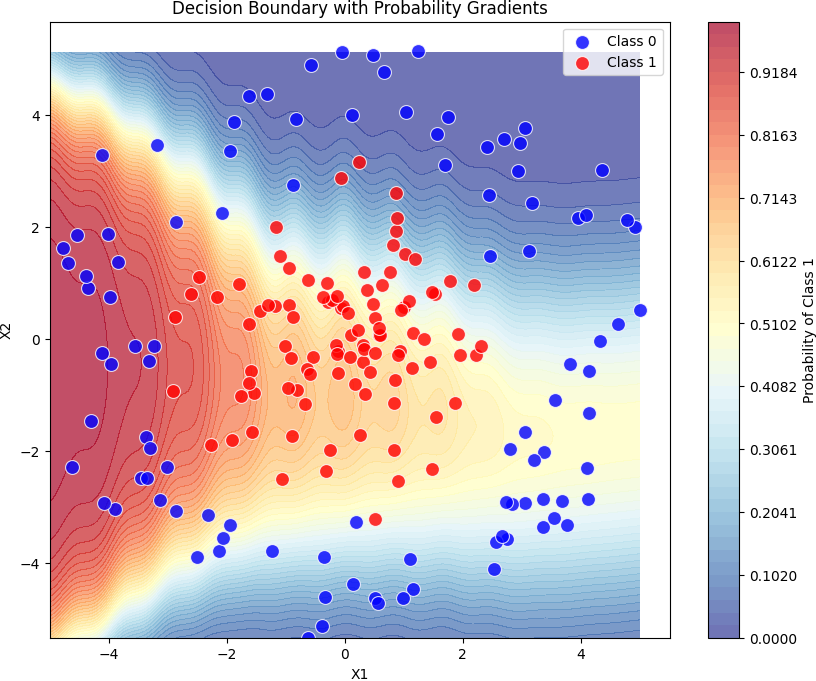 Decision Boundary with Probability Gradients
Class 0
Class 1
4
2
0
−2
−4
X2
−4 −2 0 2 4
X1
0.9184
0.8163
0.7143
0.6122
0.5102
0.4082
0.3061
0.2041
0.1020
0.0000
Probability of Class 1